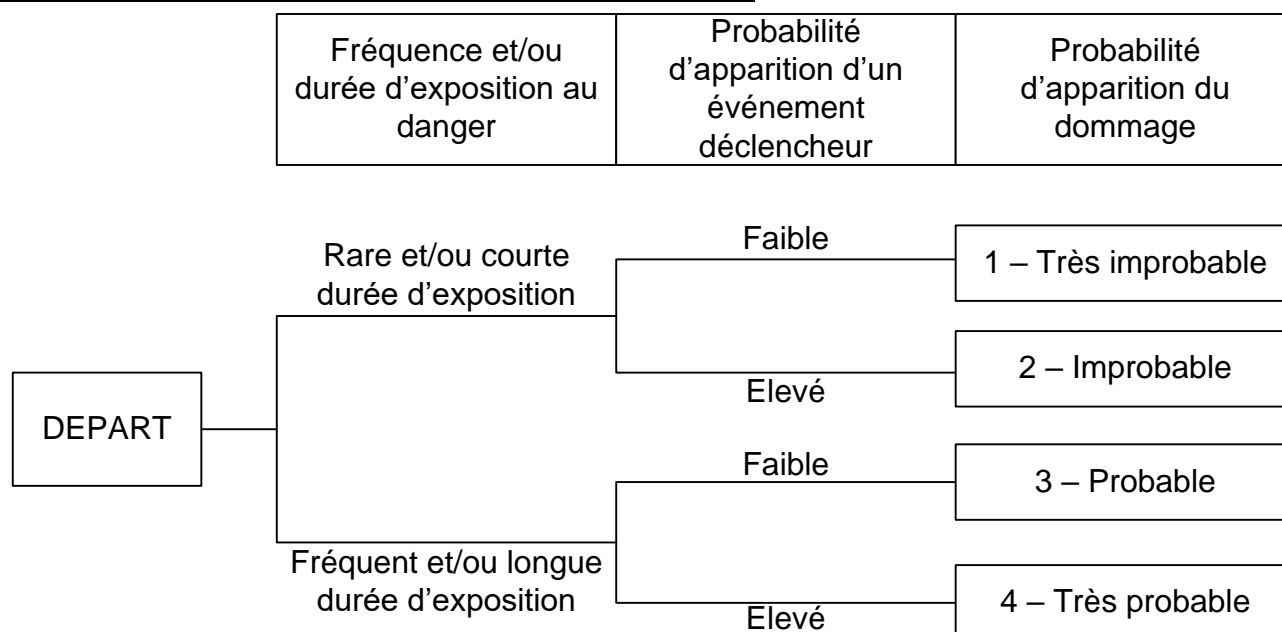 Fréquence et/ou
durée d’exposition au
danger
Probabilité
d’apparition d’un
événement
déclencheur
Probabilité
d’apparition du
dommage
Rare et/ou courte
durée d’exposition
Faible
1 – Très improbable
Elevé
2 – Improbable
DEPART
Faible
3 – Probable
Fréquent et/ou longue
durée d’exposition
Elevé
4 – Très probable